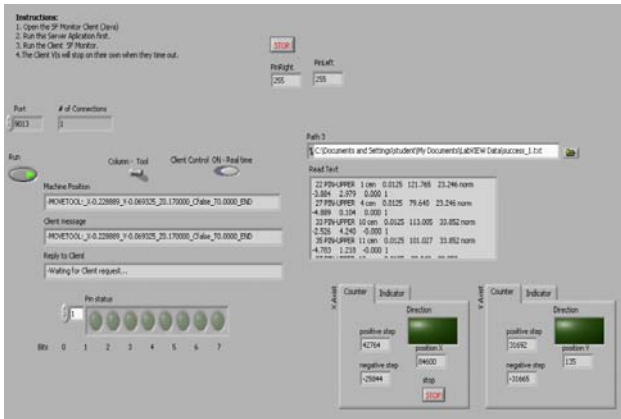 Instructions:
1. Open the SF Monitor Client (Java)
2. Run this Server Aplication first.
3. Run the Client SF Monitor.
4.The Client VIs will stop on their own when they time out.
STOP
PinRight
PinLeft
255
255
Port
# of Connections
9013
1
Run
Column - Tool
Client Control ON - Real time
Machine Position
-MOVETOOL:_X-0.228889_Y-0.069325_Z0.170000_Cfalse_T0.0000_END
Client message
-MOVETOOL:_X-0.228889_Y-0.069325_Z0.170000_Cfalse_T0.0000_END
Reply to Client
-Waiting for Client request...
Pin status
1
Bits 0 1 2 3 4 5 6 7
Path 3
C:\Documents and Settings\student\My Documents\LabVIEW Data\success_1.txt
Read Text
22 PIN-UPPER 1 cen 0.0125 121.765 23.246 norm
-3.884 2.979 0.000 1
27 PIN-UPPER 4 cen 0.0125 79.640 23.246 norm
-4.889 0.104 0.000 1
33 PIN-UPPER 10 cen 0.0125 113.005 33.852 norm
-2.526 4.240 -0.000 1
35 PIN-UPPER 11 cen 0.0125 101.027 33.852 norm
-4.783 1.218 -0.000 1
X Axis
Counter
Indicator
Direction
positive step
42764
position X
84600
negative step
-25844
stop
STOP
Y Axis
Counter
Indicator
Direction
positive step
31692
position Y
135
negative step
-31665